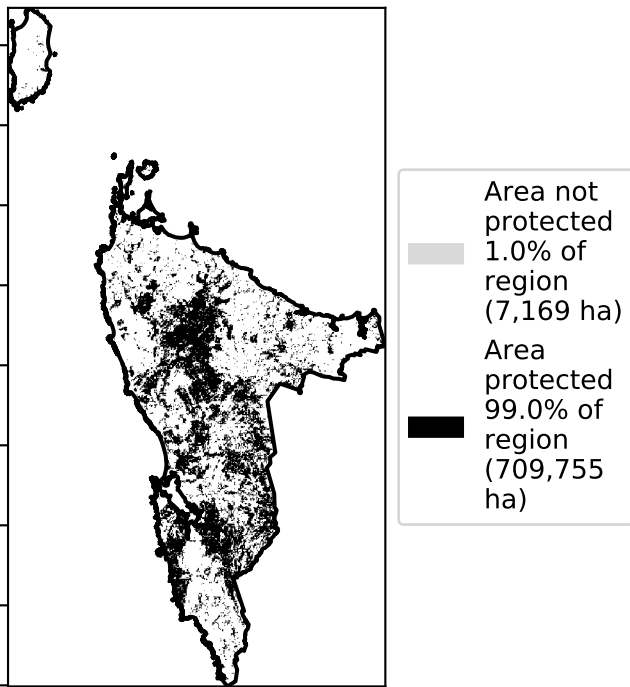 Area not
protected
1.0% of
region
(7,169 ha)
Area
protected
99.0% of
region
(709,755
ha)